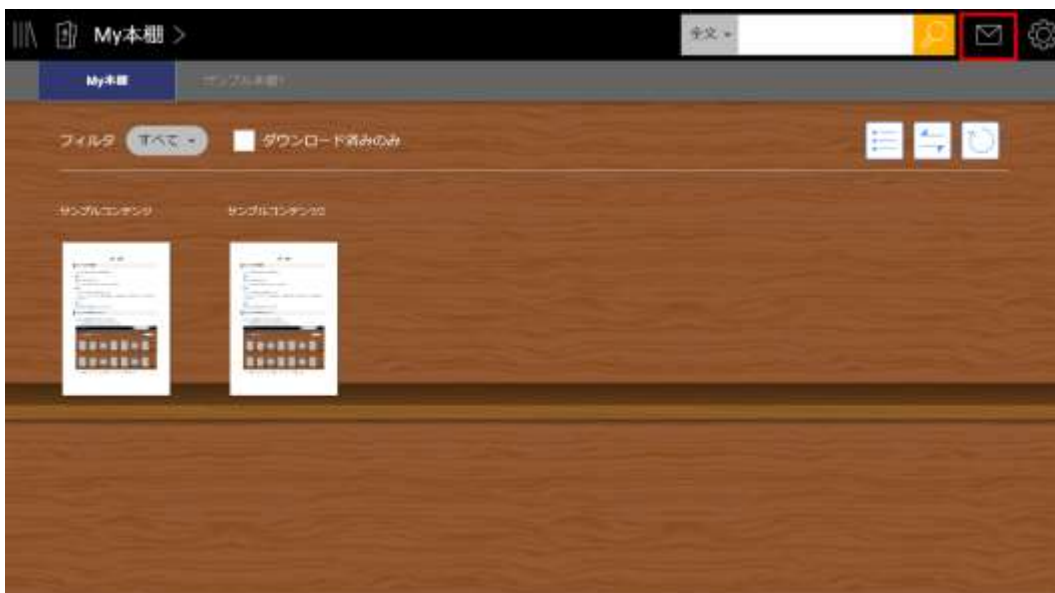 My本棚 >
全文
My本棚
サンプル本棚1
フィルタ すべて ダウンロード済みのみ
サンプルコンテンツ サンプルコンテンツ2